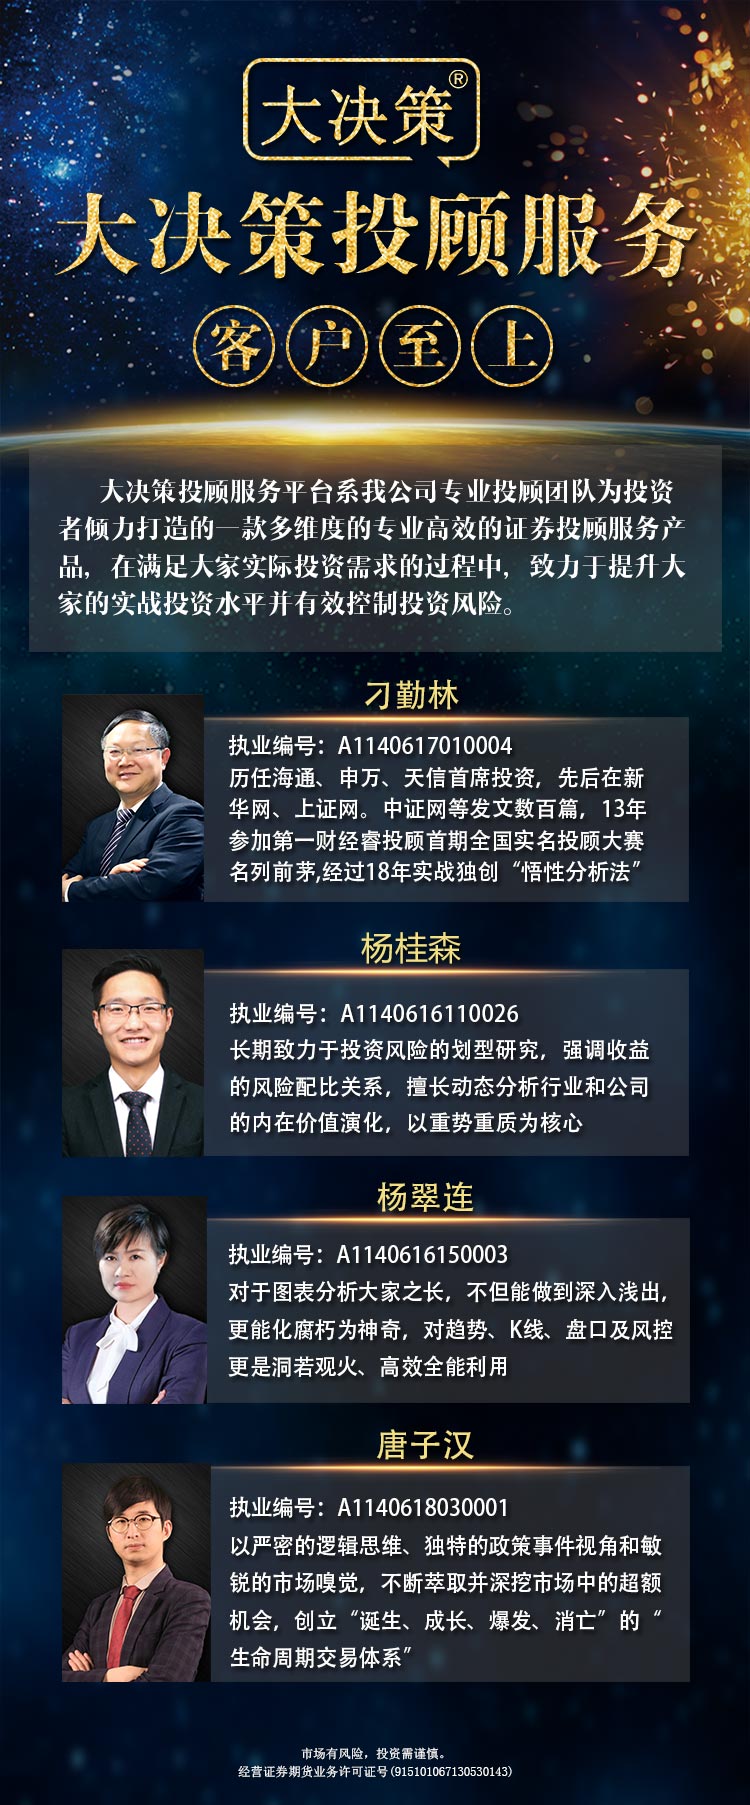 大决策®
大决策投顾服务
客户至上
大决策投顾服务平台系我公司专业投顾团队为投资
者倾力打造的一款多维度的专业高效的证券投顾服务产
品，在满足大家实际投资需求的过程中，致力于提升大
家的实战投资水平并有效控制投资风险。
刁勤林
执业编号：A1140617010004
历任海通、申万、天信首席投资，先后在新
华网、上证网。中证网等发文数百篇，13年
参加第一财经睿投顾首期全国实名投顾大赛
名列前茅,经过18年实战独创“悟性分析法”
杨桂森
执业编号：A1140616110026
长期致力于投资风险的划型研究，强调收益
的风险配比关系，擅长动态分析行业和公司
的内在价值演化，以重势重质为核心
杨翠连
执业编号：A1140616150003
对于图表分析大家之长，不但能做到深入浅出，
更能化腐朽为神奇，对趋势、K线、盘口及风控
更是洞若观火、高效全能利用
唐子汉
执业编号：A1140618030001
以严密的逻辑思维、独特的政策事件视角和敏
锐的市场嗅觉，不断萃取并深挖市场中的超额
机会，创立“诞生、成长、爆发、消亡”的“
生命周期交易体系”
市场有风险，投资需谨慎。
经营证券期货业务许可证号(915101067130530143)